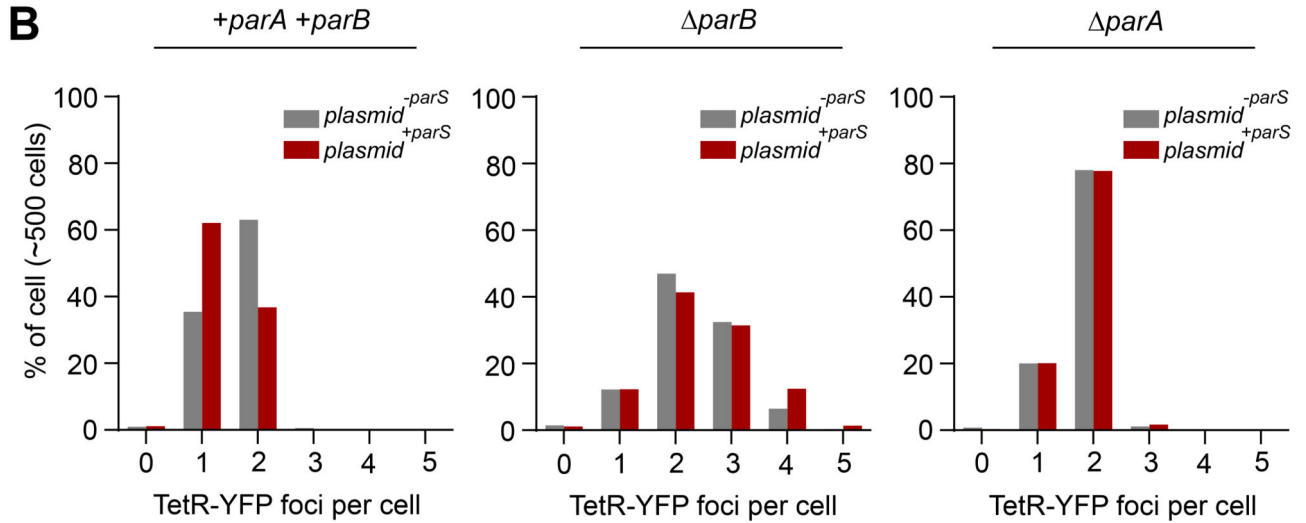 B
+parA +parB
ΔparB
ΔparA
100
80
60
40
20
0
% of cell (~500 cells)
plasmid-parS
plasmid+parS
0 1 2 3 4 5
TetR-YFP foci per cell
100
80
60
40
20
0
plasmid-parS
plasmid+parS
0 1 2 3 4 5
TetR-YFP foci per cell
100
80
60
40
20
0
plasmid-parS
plasmid+parS
0 1 2 3 4 5
TetR-YFP foci per cell